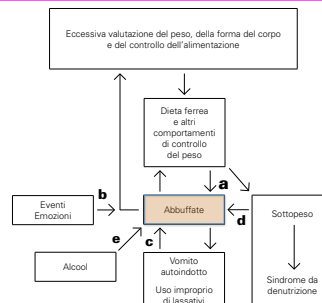 Eccessiva valutazione del peso, della forma del corpo
e del controllo dell'alimentazione
Dieta ferrea
e altri
comportamenti
di controllo
del peso
a
b
Eventi
Emozioni
Abbuffate
d
Sottopeso
e
c
Alcool
Vomito
autoindotto
Uso improprio
di lassativi
Sindrome da
denutrizione